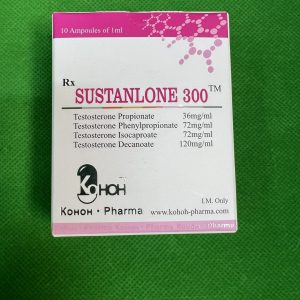 10 Ampoules of 1ml
Rx
SUSTANLONE 300™
Testosterone Propionate 36mg/ml
Testosterone Phenylpropionate 72mg/ml
Testosterone Isocaproate 72mg/ml
Testosterone Decanoate 120mg/ml
KOHOH
Kohoh · Pharma
I.M. Only
www.kohoh-pharma.com